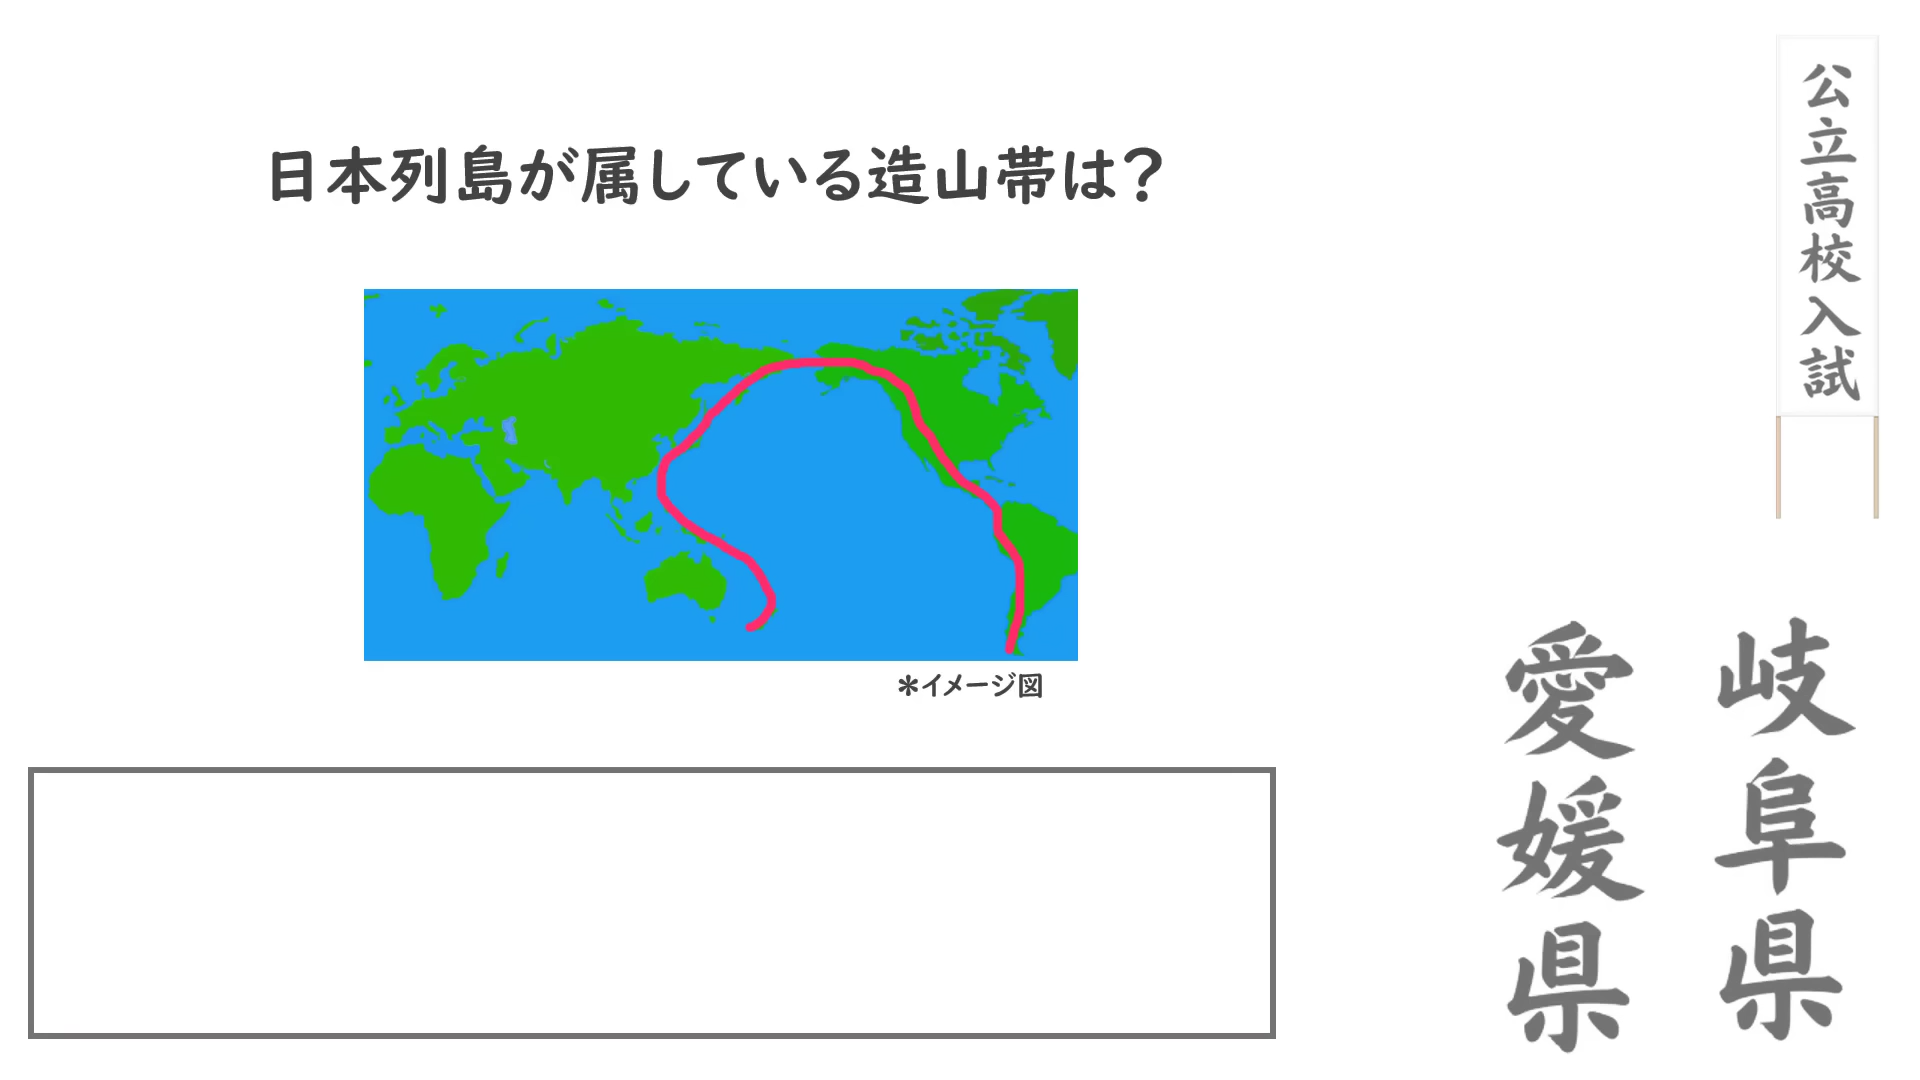 日本列島が属している造山帯は？
＊イメージ図
公立高校入試
岐阜県
愛媛県